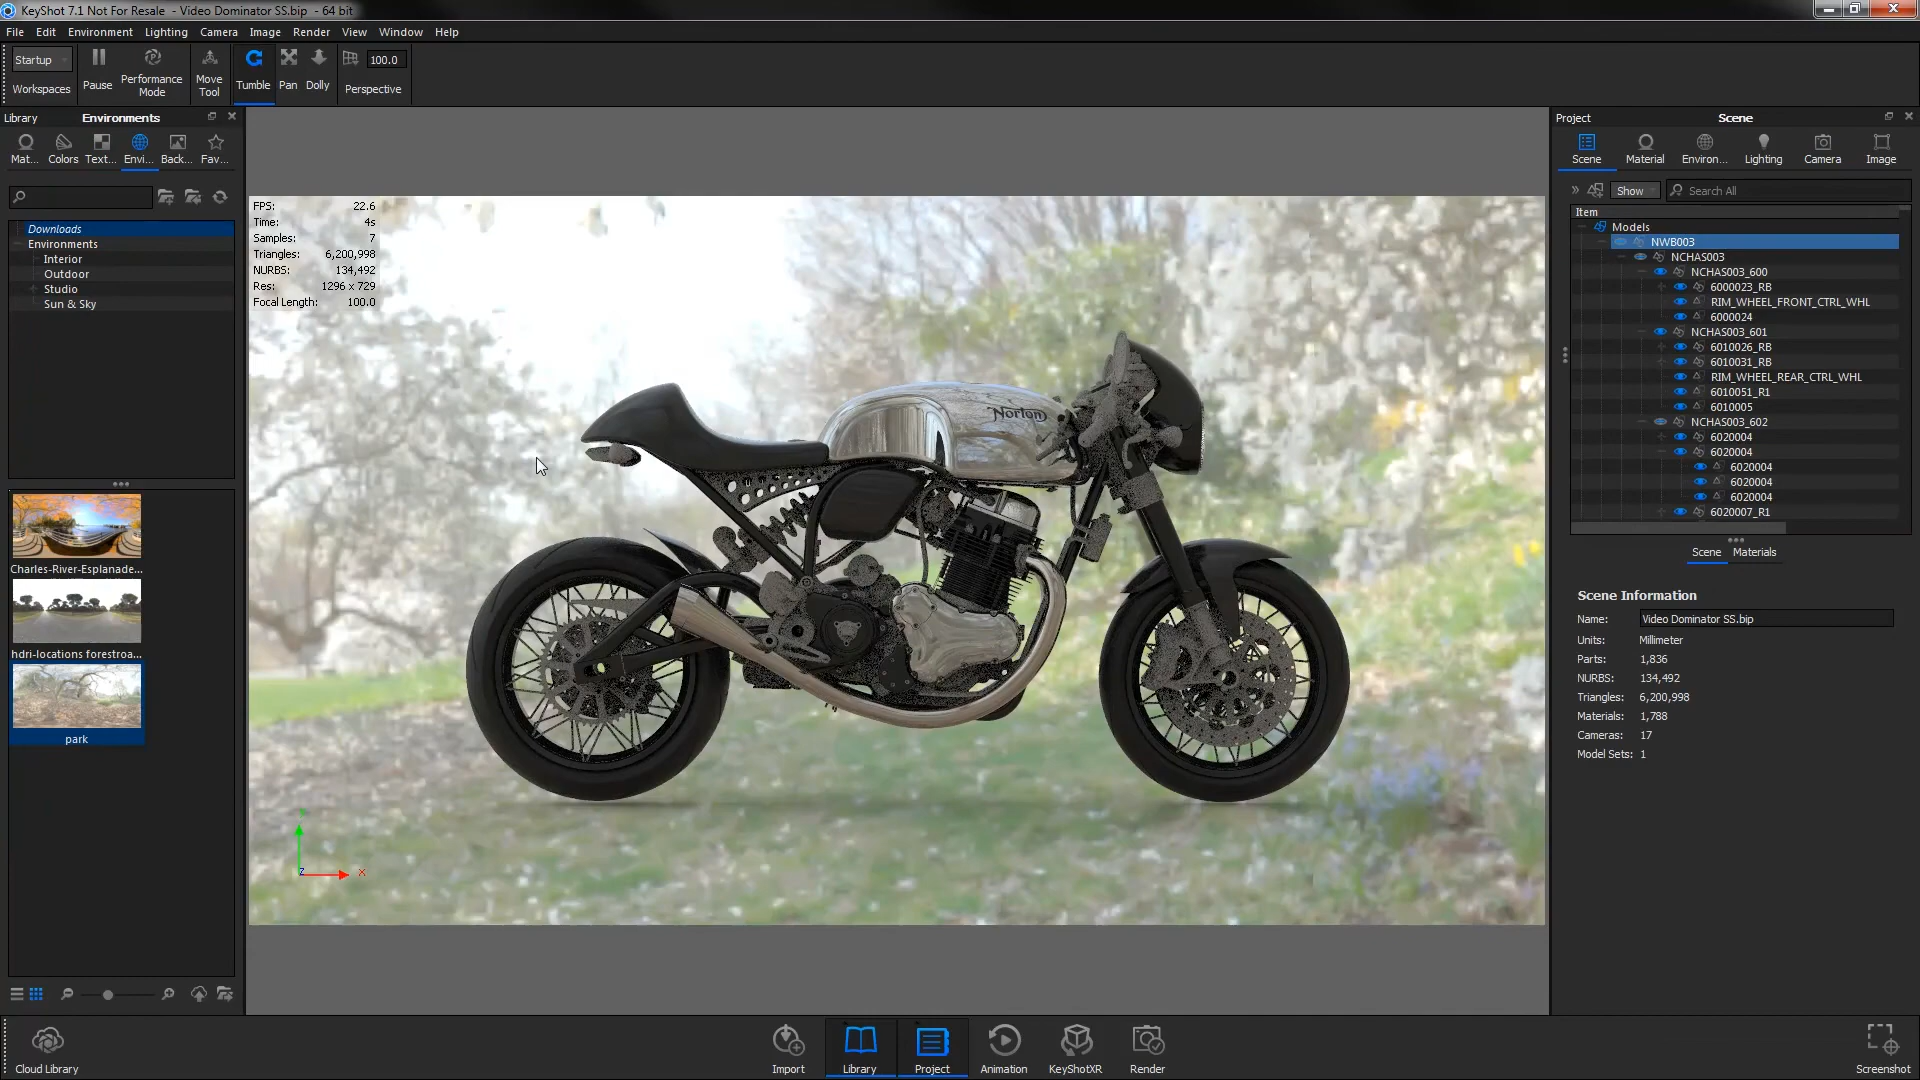 KeyShot 7.1 Not For Resale - Video Dominator SS.bip - 64 bit
File Edit Environment Lighting Camera Image Render View Window Help
Startup
Workspaces
Pause
Performance Mode
Move Tool
Tumble
Pan
Dolly
100.0
Perspective
Library Environments
Mat... Colors Text... Envi... Back... Fav...
Downloads
Environments
Interior
Outdoor
Studio
Sun & Sky
Charles-River-Esplanade...
hdri-locations forestroa...
park
FPS: 22.6
Time: 4s
Samples: 7
Triangles: 6,200,998
NURBS: 134,492
Res: 1296 x 729
Focal Length: 100.0
Norton
Z X
Project Scene
Scene Material Environ... Lighting Camera Image
Show Search All
Item
Models
NWB003
NCHAS003
NCHAS003_600
6000023_RB
RIM_WHEEL_FRONT_CTRL_WHL
6000024
NCHAS003_601
6010026_RB
6010031_RB
RIM_WHEEL_REAR_CTRL_WHL
6010051_R1
6010005
NCHAS003_602
6020004
6020004
6020004
6020004
6020004
6020007_R1
Scene Materials
Scene Information
Name: Video Dominator SS.bip
Units: Millimeter
Parts: 1,836
NURBS: 134,492
Triangles: 6,200,998
Materials: 1,788
Cameras: 17
Model Sets: 1
Cloud Library
Import
Library
Project
Animation
KeyShotXR
Render
Screenshot